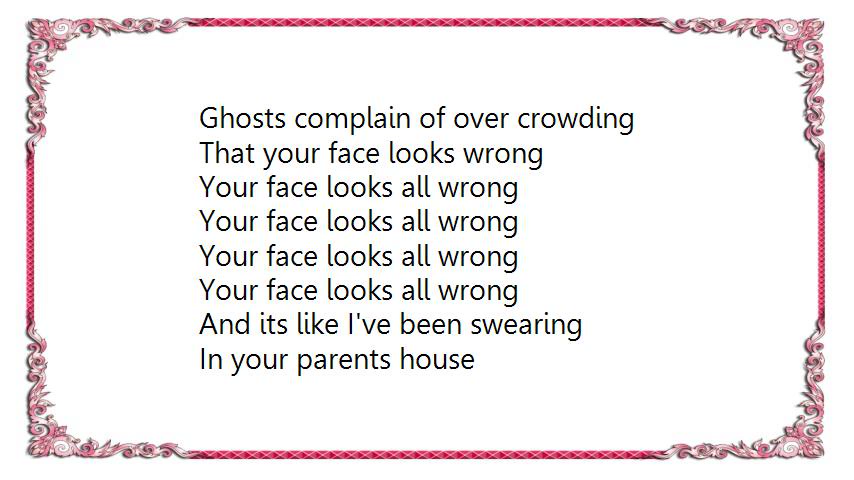 Ghosts complain of over crowding
That your face looks wrong
Your face looks all wrong
Your face looks all wrong
Your face looks all wrong
Your face looks all wrong
And its like I've been swearing
In your parents house